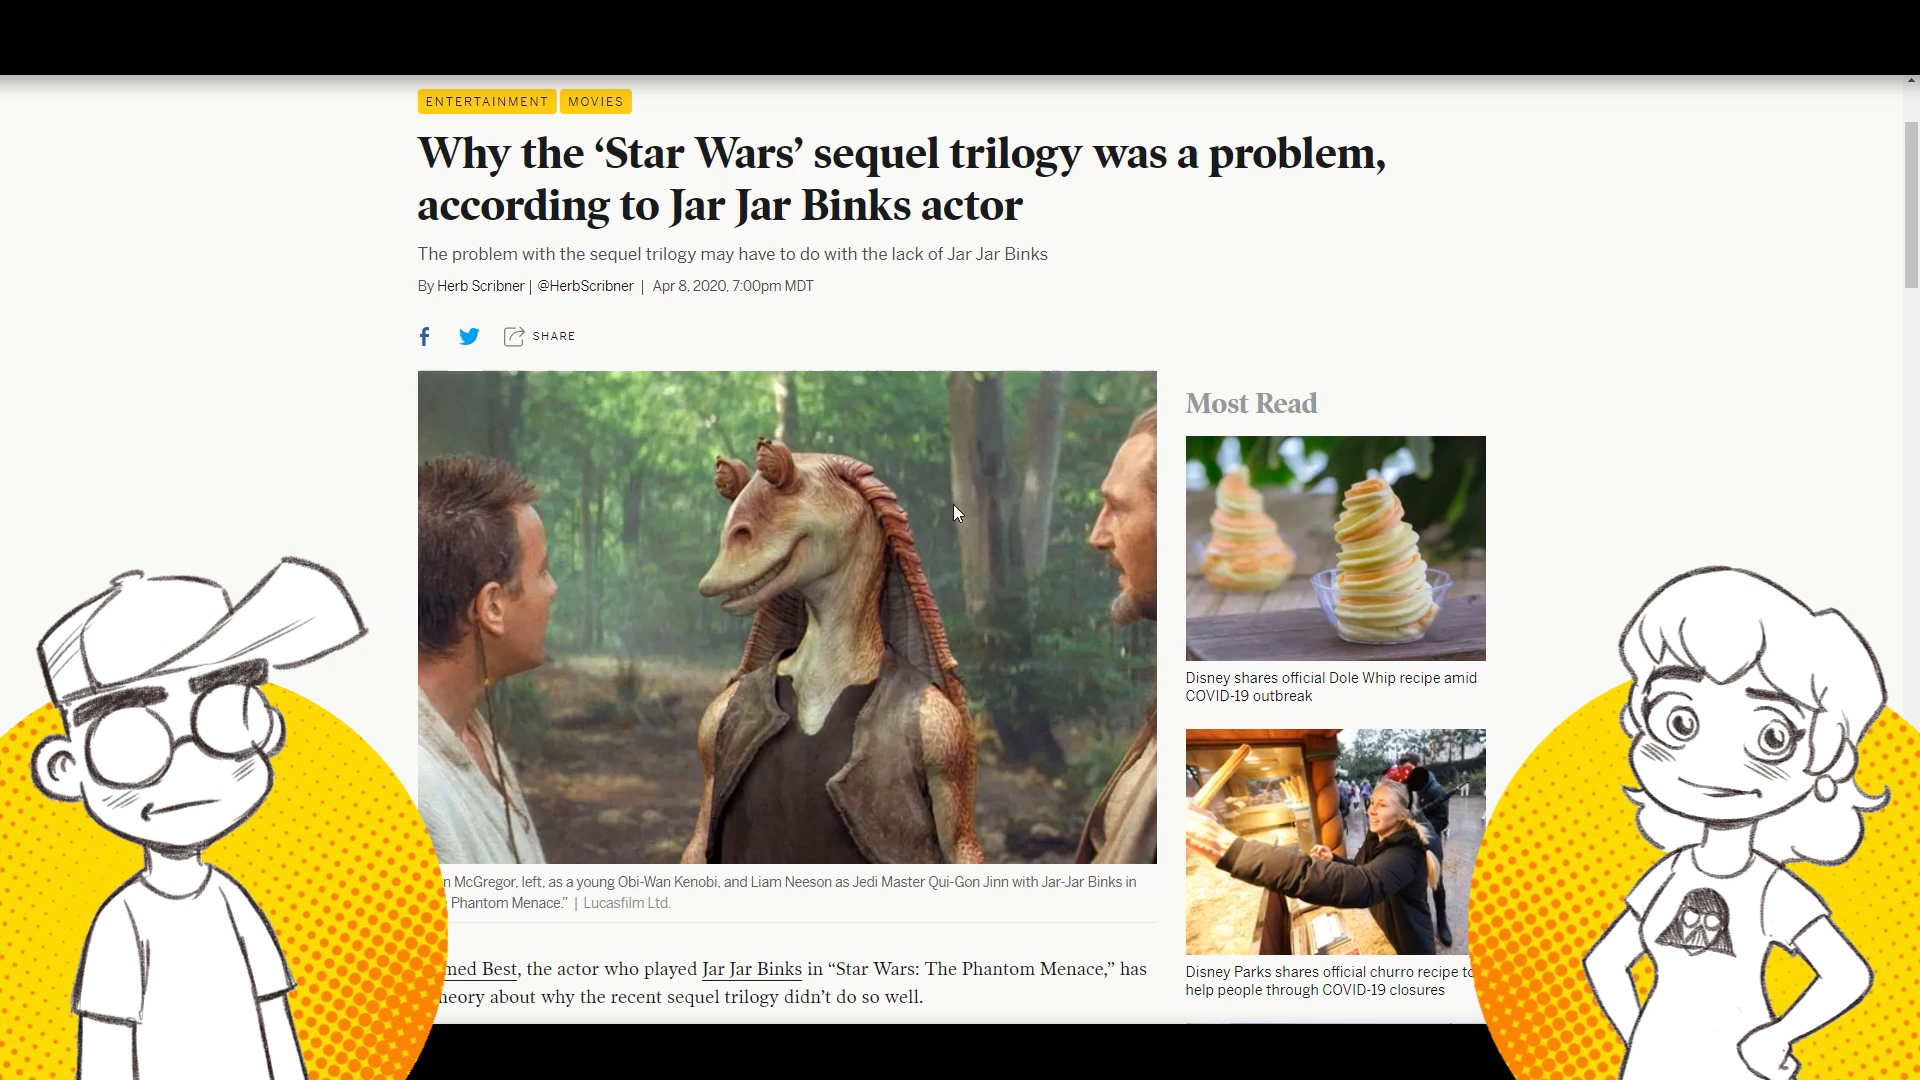 ENTERTAINMENT MOVIES
Why the ‘Star Wars’ sequel trilogy was a problem,
according to Jar Jar Binks actor
The problem with the sequel trilogy may have to do with the lack of Jar Jar Binks
By Herb Scribner | @HerbScribner | Apr 8, 2020, 7:00pm MDT
SHARE
n McGregor, left, as a young Obi-Wan Kenobi, and Liam Neeson as Jedi Master Qui-Gon Jinn with Jar-Jar Binks in
Phantom Menace.” | Lucasfilm Ltd.
med Best, the actor who played Jar Jar Binks in “Star Wars: The Phantom Menace,” has
heory about why the recent sequel trilogy didn’t do so well.
Most Read
Disney shares official Dole Whip recipe amid
COVID-19 outbreak
Disney Parks shares official churro recipe to
help people through COVID-19 closures